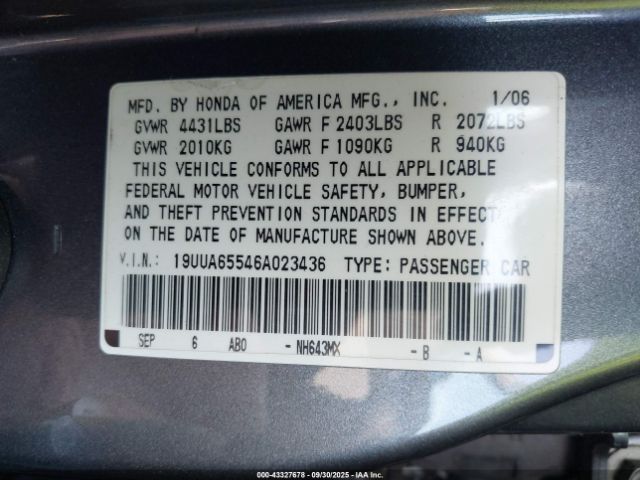 MFD. BY HONDA OF AMERICA MFG., INC. 1/06
GVWR 4431LBS GAWR F 2403LBS R 2072LBS
GVWR 2010KG GAWR F 1090KG R 940KG
THIS VEHICLE CONFORMS TO ALL APPLICABLE
FEDERAL MOTOR VEHICLE SAFETY, BUMPER,
AND THEFT PREVENTION STANDARDS IN EFFECT
ON THE DATE OF MANUFACTURE SHOWN ABOVE.
V.I.N.: 19UUA65546A023436 TYPE: PASSENGER CAR
SEP 6 AB0 - NH643MX - B - A
000-43327678 - 09/30/2025 - IAA Inc.